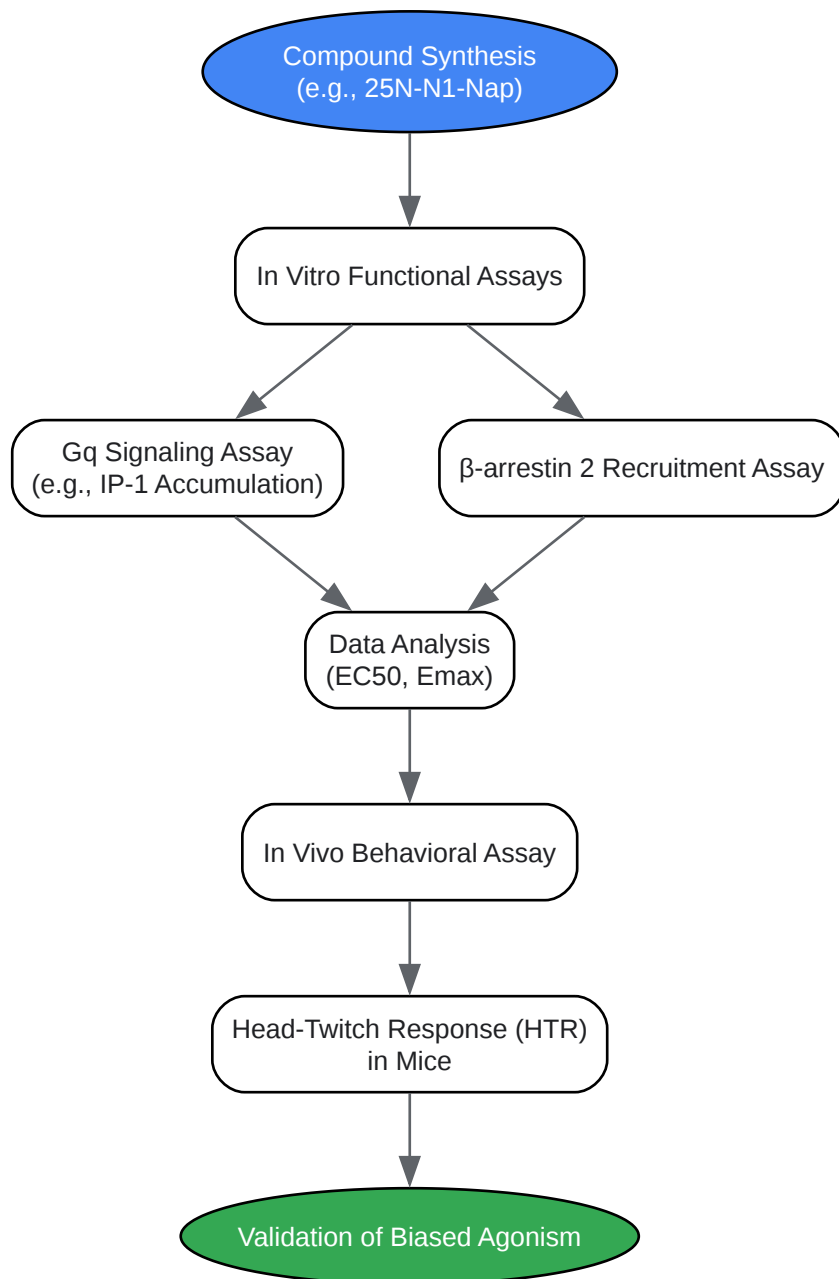 Compound Synthesis
(e.g., 25N-N1-Nap)
In Vitro Functional Assays
Gq Signaling Assay
(e.g., IP-1 Accumulation)
β-arrestin 2 Recruitment Assay
Data Analysis
(EC50, Emax)
In Vivo Behavioral Assay
Head-Twitch Response (HTR)
in Mice
Validation of Biased Agonism